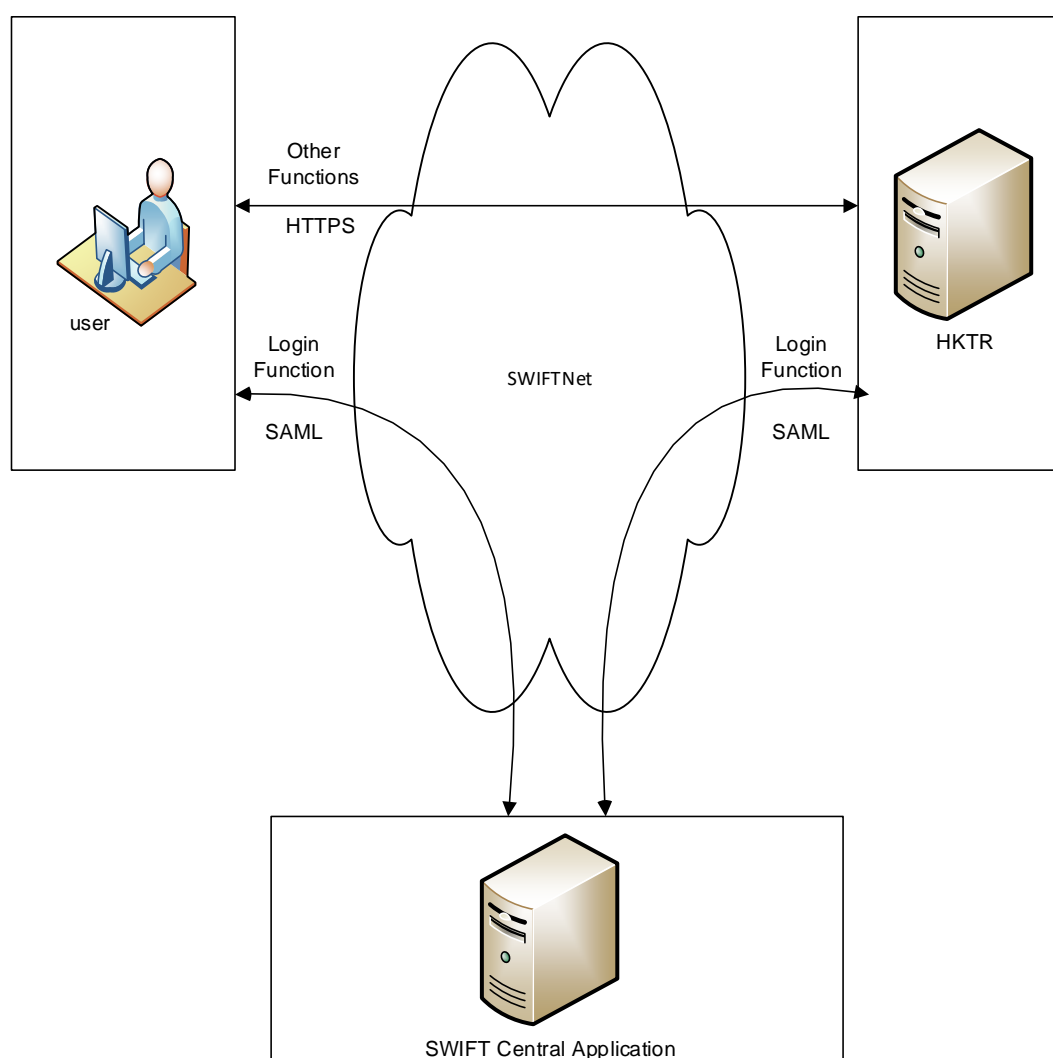 Other
Functions
HTTPS
user
HKTR
Login
Function
SAML
SWIFTNet
Login
Function
SAML
SWIFT Central Application